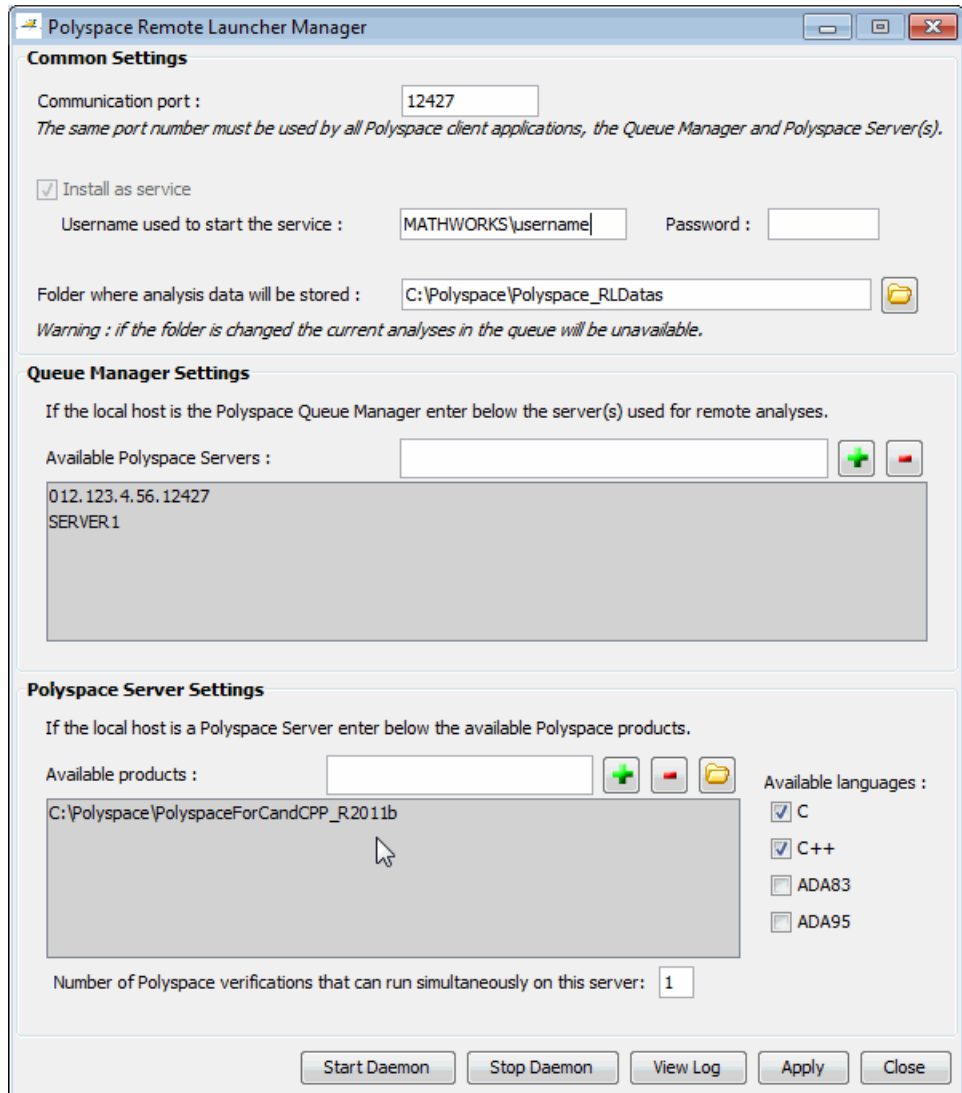 Polyspace Remote Launcher Manager
Common Settings
Communication port : 12427
The same port number must be used by all Polyspace client applications, the Queue Manager and Polyspace Server(s).
Install as service
Username used to start the service : MATHWORKS\username Password :
Folder where analysis data will be stored : C:\Polyspace\Polyspace_RLDatas
Warning : if the folder is changed the current analyses in the queue will be unavailable.
Queue Manager Settings
If the local host is the Polyspace Queue Manager enter below the server(s) used for remote analyses.
Available Polyspace Servers :
012.123.4.56.12427
SERVER1
Polyspace Server Settings
If the local host is a Polyspace Server enter below the available Polyspace products.
Available products :
Available languages :
C:\Polyspace\PolyspaceForCandCPP_R2011b
C
C++
ADA83
ADA95
Number of Polyspace verifications that can run simultaneously on this server: 1
Start Daemon Stop Daemon View Log Apply Close